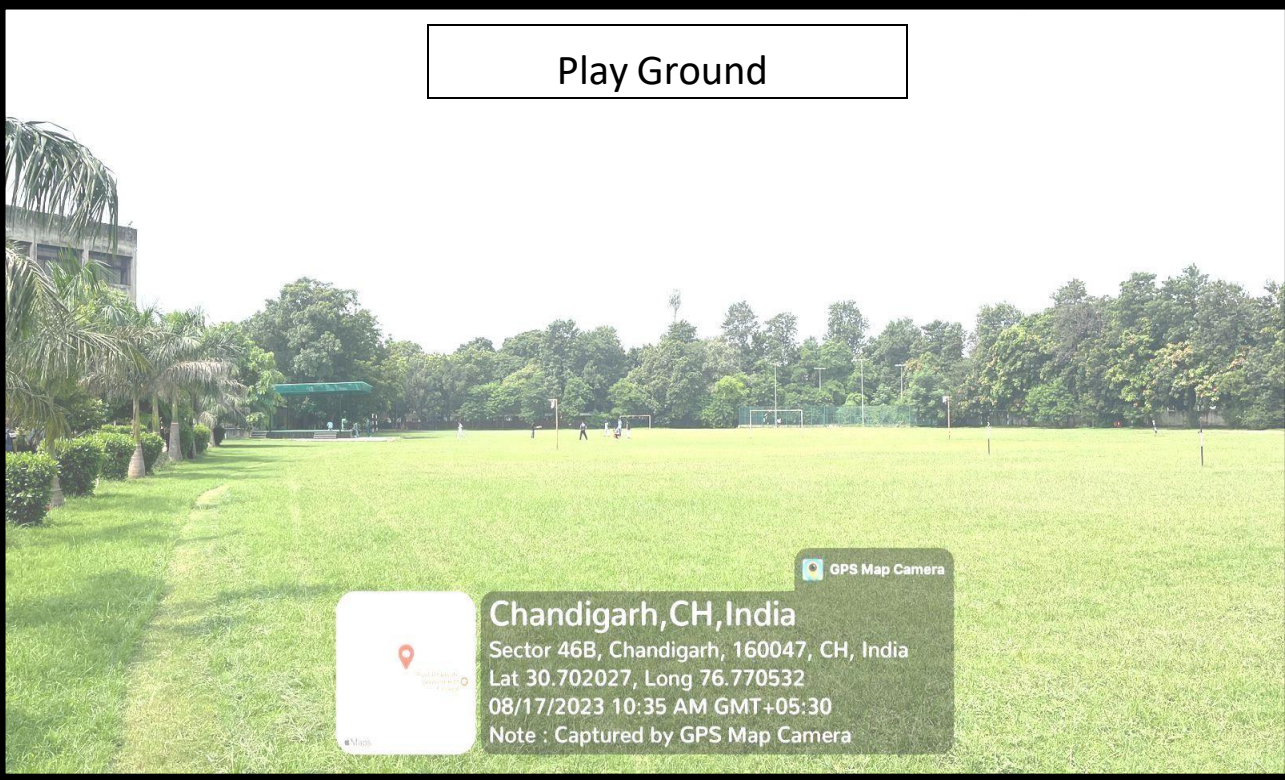 Play Ground
GPS Map Camera
Chandigarh,CH,India
Sector 46B, Chandigarh, 160047, CH, India
Lat 30.702027, Long 76.770532
08/17/2023 10:35 AM GMT+05:30
Note : Captured by GPS Map Camera
Maps